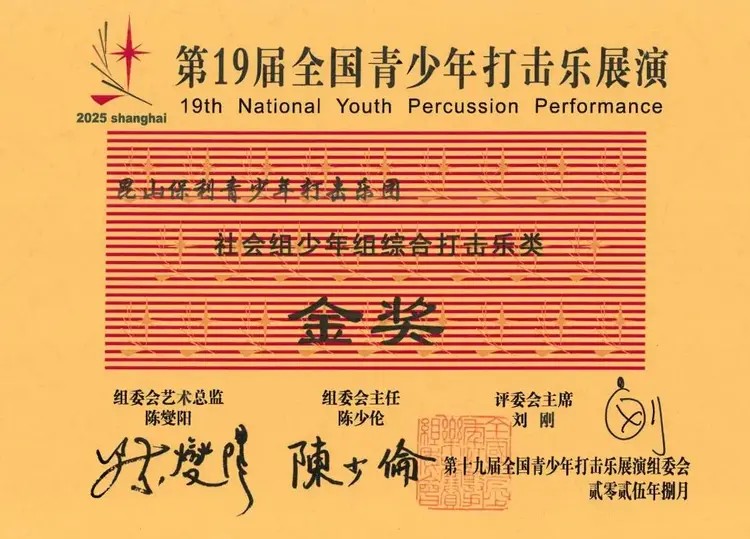 第19届全国青少年打击乐展演
19th National Youth Percussion Performance
2025 shanghai
昆山保利青少年打击乐团
社会组少年组综合打击乐类
金奖
组委会艺术总监
陈燮阳
组委会主任
陈少伦
评委会主席
刘 刚
陈燮阳
陳少倫
第十九届全国青少年打击乐展演组委会
贰零贰伍年捌月